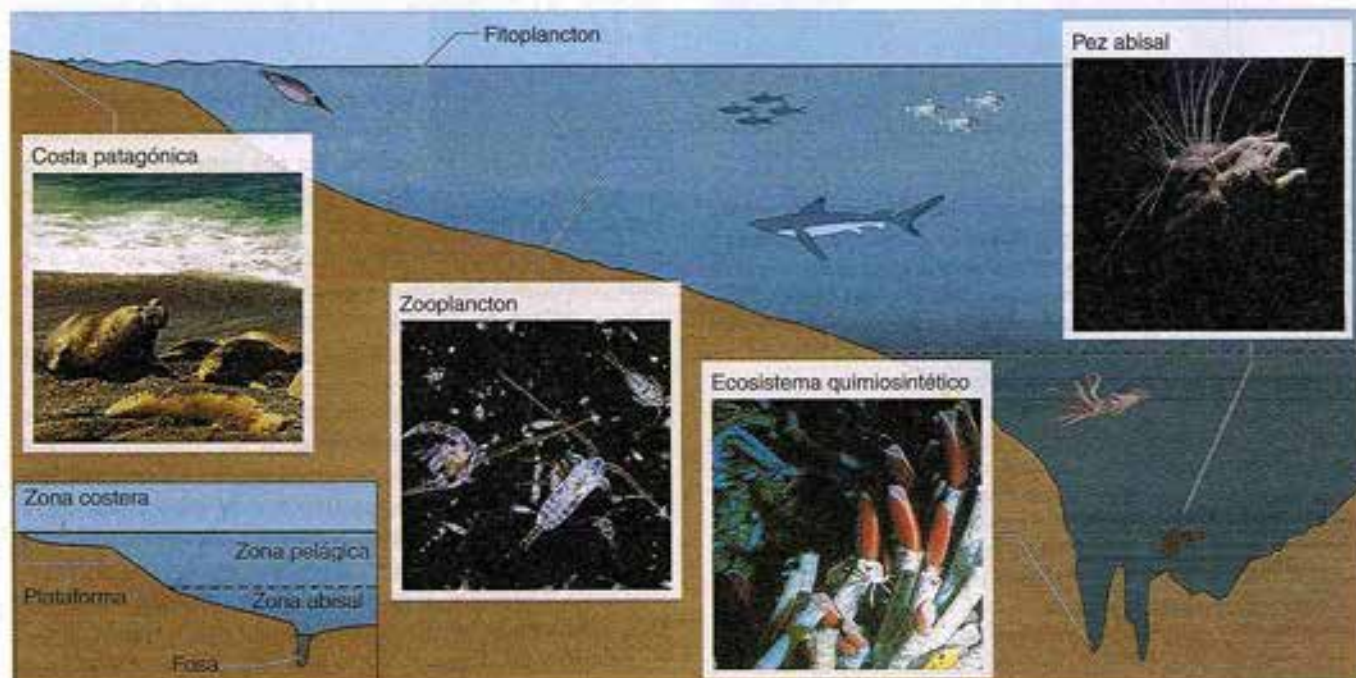 Fitoplancton
Pez abisal
Costa patagónica
Zooplancton
Ecosistema quimiosintético
Zona costera
Zona pelágica
Plataforma
Zona abisal
Fosa